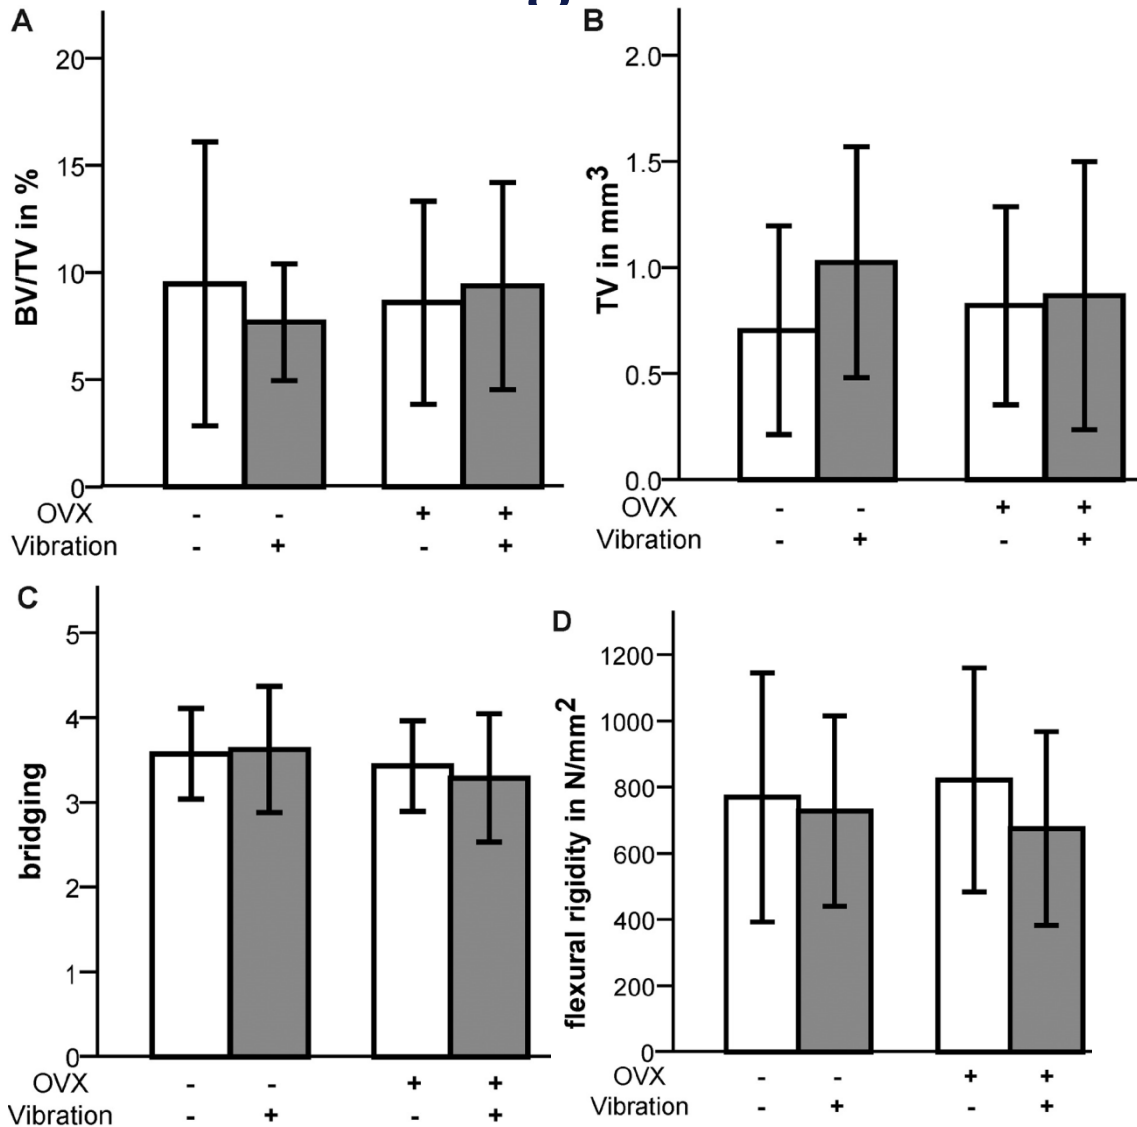 A
BV/TV in %
20
15
10
5
0
OVX - - + +
Vibration - + - +
B
TV in mm3
2.0
1.5
1.0
0.5
0.0
OVX - - + +
Vibration - + - +
C
bridging
5
4
3
2
1
0
OVX - - + +
Vibration - + - +
D
flexural rigidity in N/mm2
1200
1000
800
600
400
200
0
OVX - - + +
Vibration - + - +